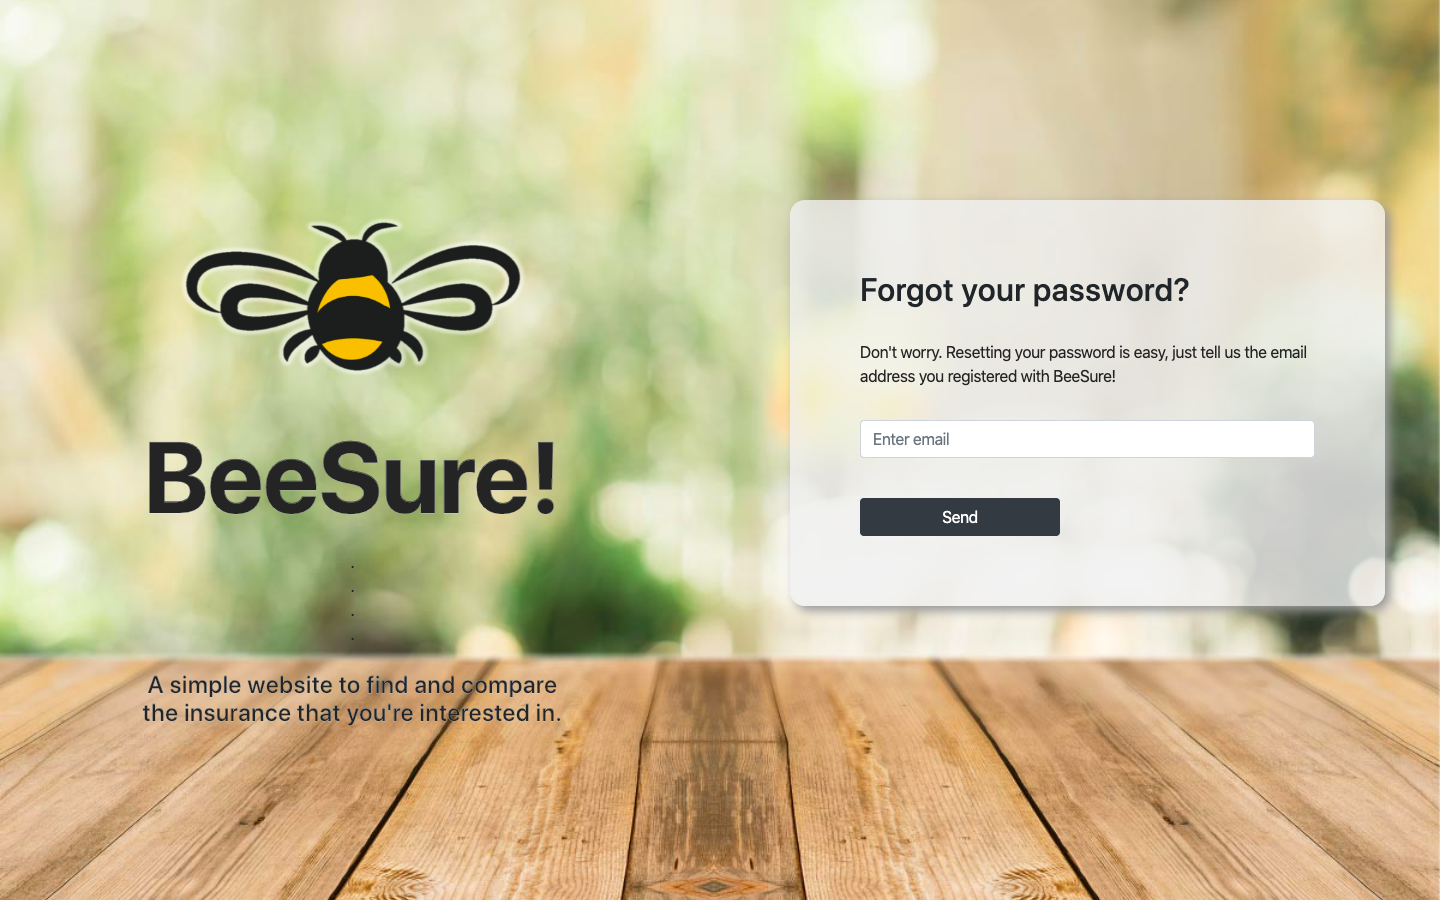 BeeSure!
.
.
.
.
A simple website to find and compare
the insurance that you're interested in.
Forgot your password?
Don't worry. Resetting your password is easy, just tell us the email
address you registered with BeeSure!
Enter email
Send